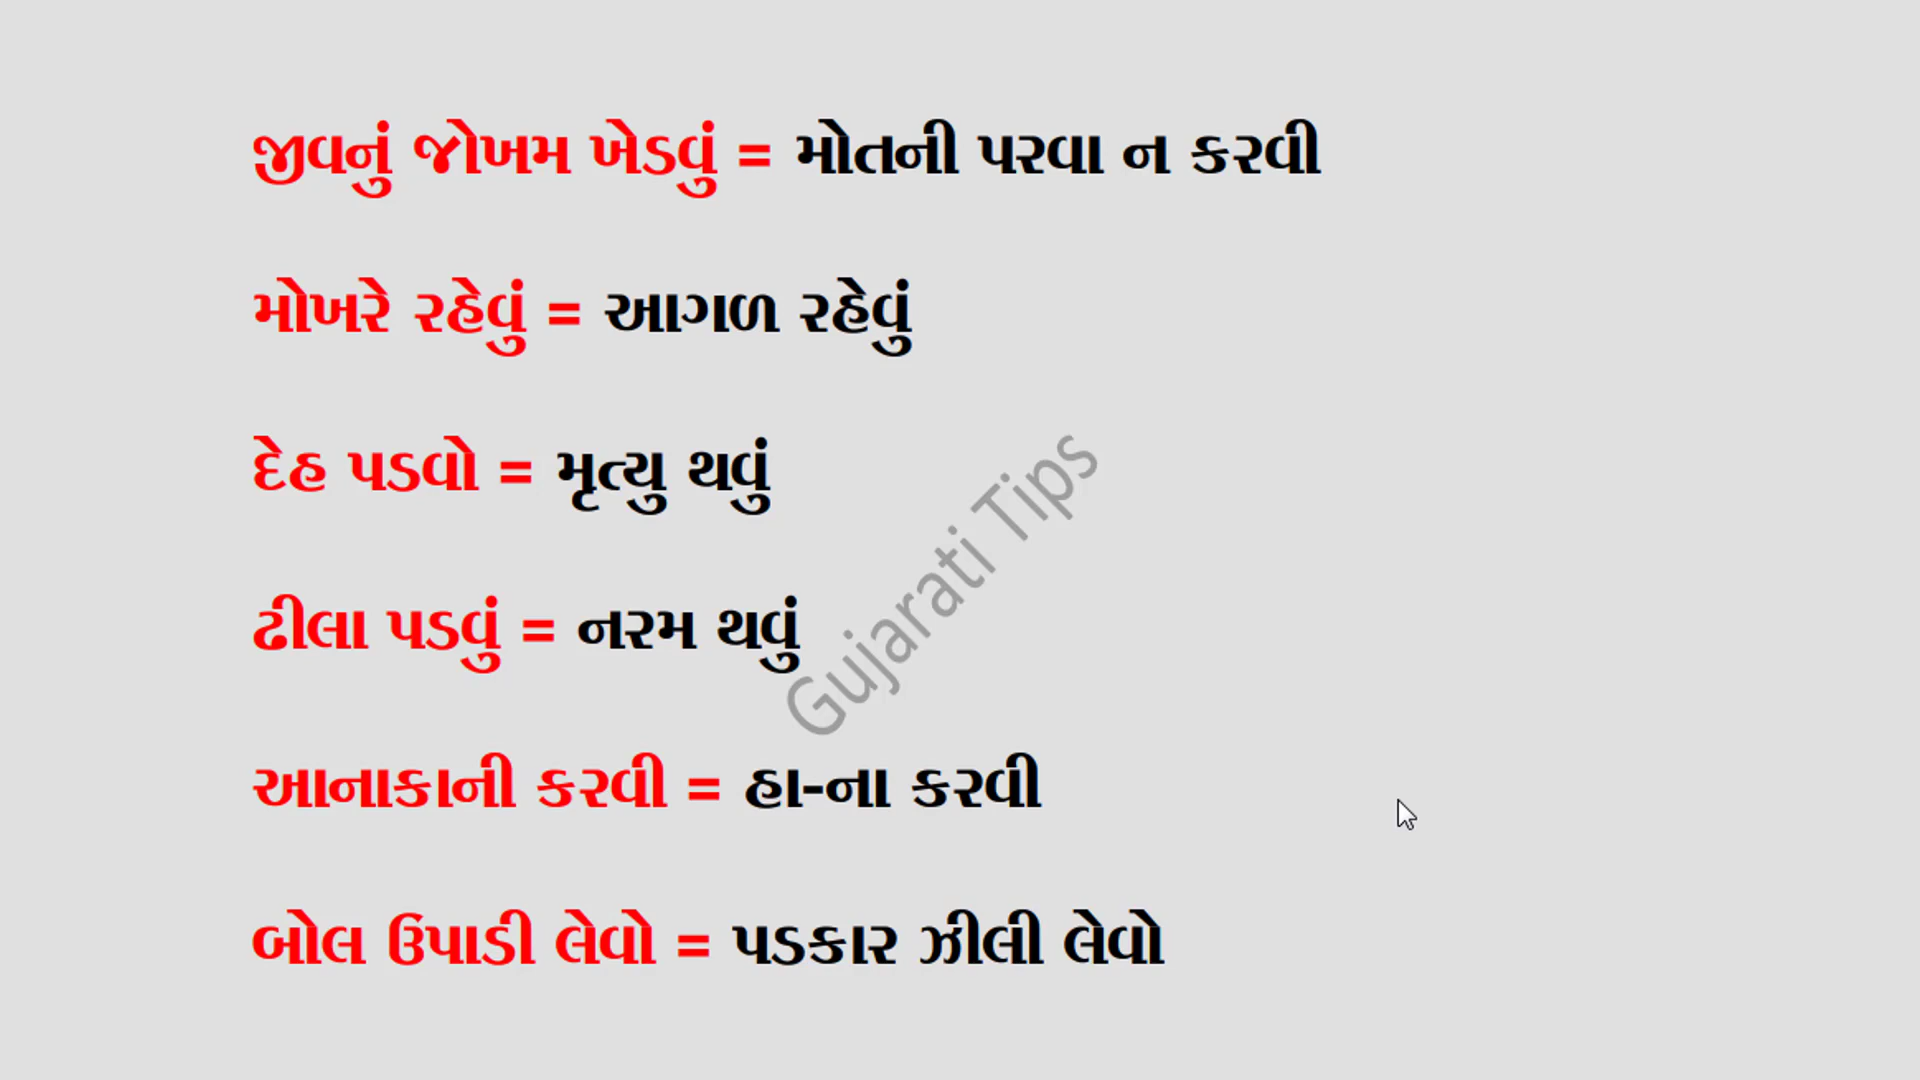 જીવનું જોખમ ખેડવું = મોતની પરવા ન કરવી
મોખરે રહેવું = આગળ રહેવું
દેહ પડવો = મૃત્યુ થવું
ઢીલા પડવું = નરમ થવું
આનાકાની કરવી = હા-ના કરવી
બોલ ઉપાડી લેવો = પડકાર ઝીલી લેવો
Gujarati Tips